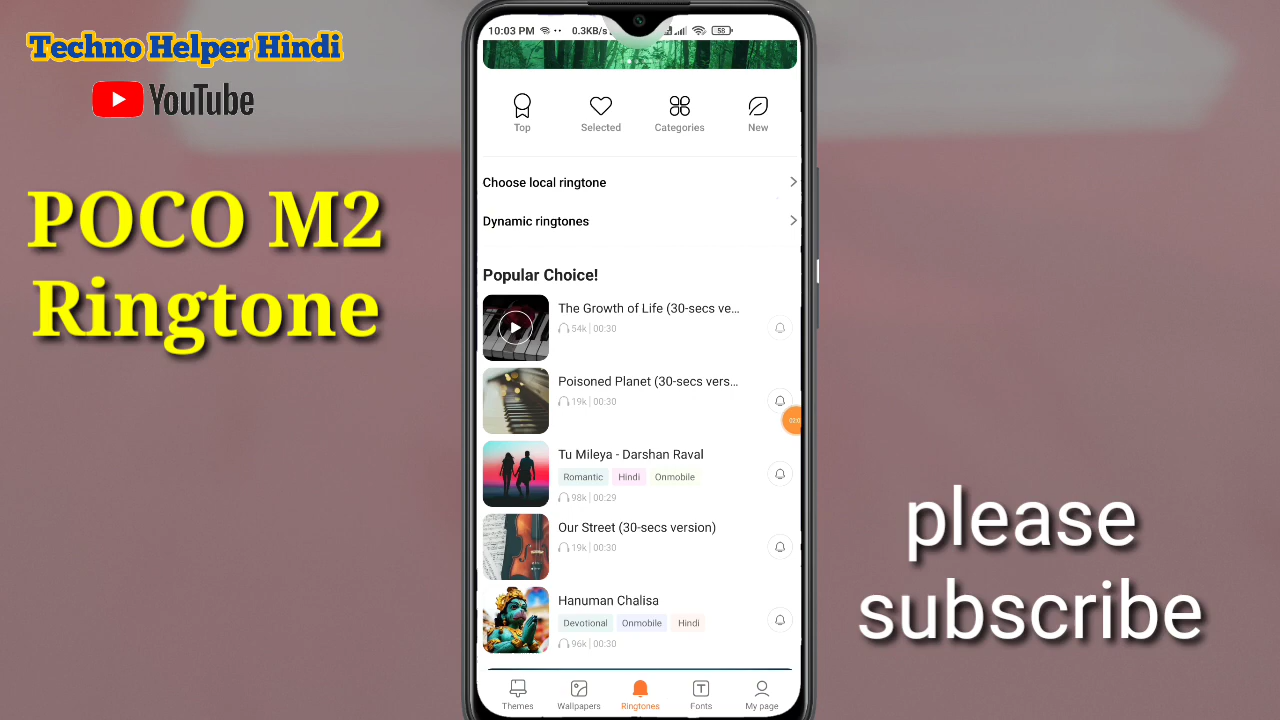 Techno Helper Hindi
YouTube
POCO M2
Ringtone
10:03 PM 0.3KB/s 58
Top Selected Categories New
Choose local ringtone
Dynamic ringtones
Popular Choice!
The Growth of Life (30-secs ve...
54k | 00:30
Poisoned Planet (30-secs vers...
19k | 00:30
Tu Mileya - Darshan Raval
Romantic Hindi Onmobile
98k | 00:29
Our Street (30-secs version)
19k | 00:30
Hanuman Chalisa
Devotional Onmobile Hindi
96k | 00:30
Themes Wallpapers Ringtones Fonts My page
please
subscribe